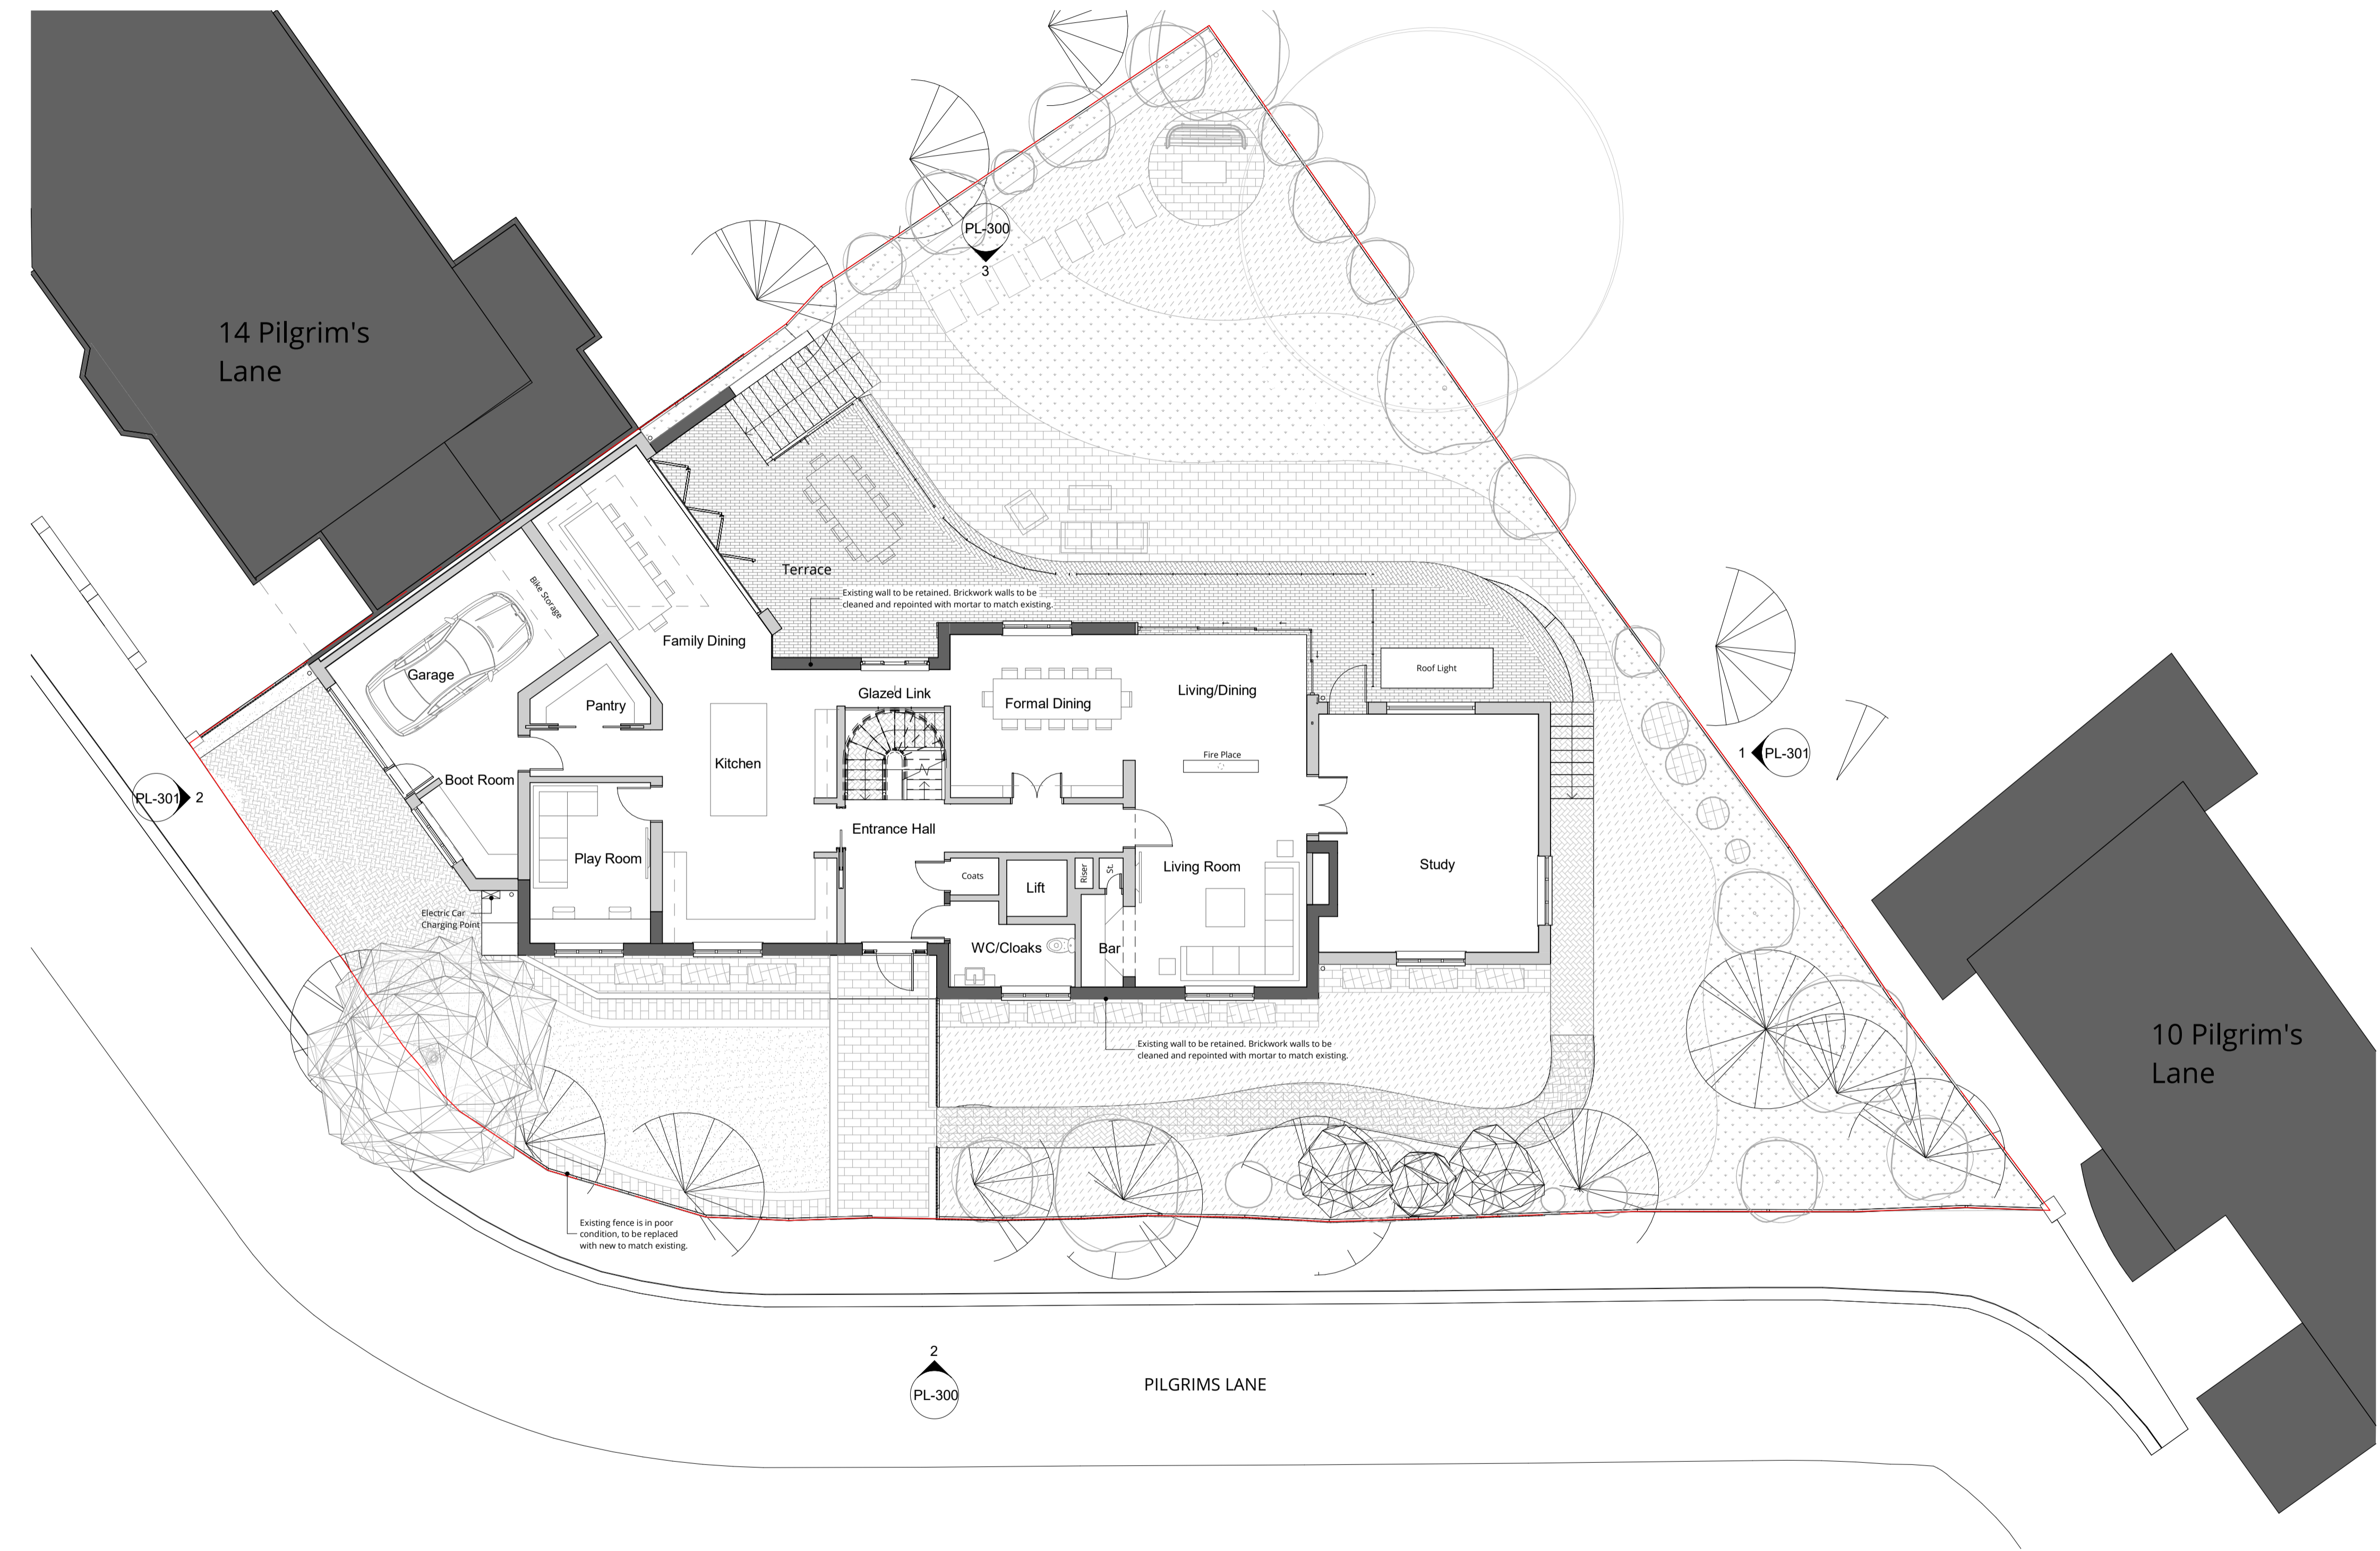 PL-300
3
14 Pilgrim's
Lane
Terrace
Existing wall to be retained. Brickwork walls to be
cleaned and repointed with mortar to match existing.
Bike Storage
Family Dining
Garage
Pantry
Glazed Link
Formal Dining
Living/Dining
Roof Light
Fire Place
Kitchen
Boot Room
1
PL-301
PL-301
2
Entrance Hall
Play Room
Coats
Lift
Riser
St.
Living Room
Study
Electric Car
Charging Point
WC/Cloaks
Bar
Existing wall to be retained. Brickwork walls to be
cleaned and repointed with mortar to match existing.
10 Pilgrim's
Lane
Existing fence is in poor
condition, to be replaced
with new to match existing.
2
PL-300
PILGRIMS LANE